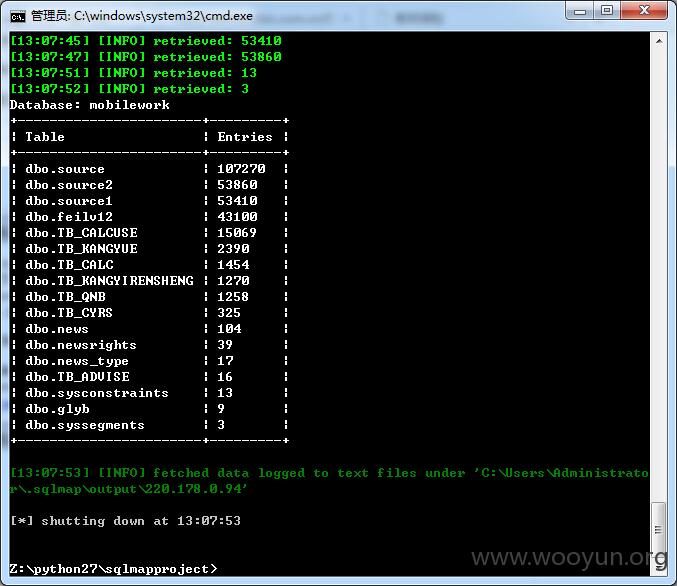 管理员: C:\windows\system32\cmd.exe
[13:07:45] [INFO] retrieved: 53410
[13:07:47] [INFO] retrieved: 53860
[13:07:51] [INFO] retrieved: 13
[13:07:52] [INFO] retrieved: 3
Database: mobilework
+------------------------+---------+
| Table                  | Entries |
+------------------------+---------+
| dbo.source             | 107270  |
| dbo.source2            | 53860   |
| dbo.source1            | 53410   |
| dbo.feilv12            | 43100   |
| dbo.TB_CALCUSE         | 15069   |
| dbo.TB_KANGYUE         | 2390    |
| dbo.TB_CALC            | 1454    |
| dbo.TB_KANGYIRENSHENG  | 1270    |
| dbo.TB_QNB             | 1258    |
| dbo.TB_CYRS            | 325     |
| dbo.news               | 104     |
| dbo.newsrights         | 39      |
| dbo.news_type          | 17      |
| dbo.TB_ADVISE          | 16      |
| dbo.sysconstraints     | 13      |
| dbo.glyb               | 9       |
| dbo.syssegments        | 3       |
+------------------------+---------+
[13:07:53] [INFO] fetched data logged to text files under 'C:\Users\Administrato
r\.sqlmap\output\220.178.0.94'
[*] shutting down at 13:07:53
www.wooyun.org
Z:\python27\sqlmapproject>